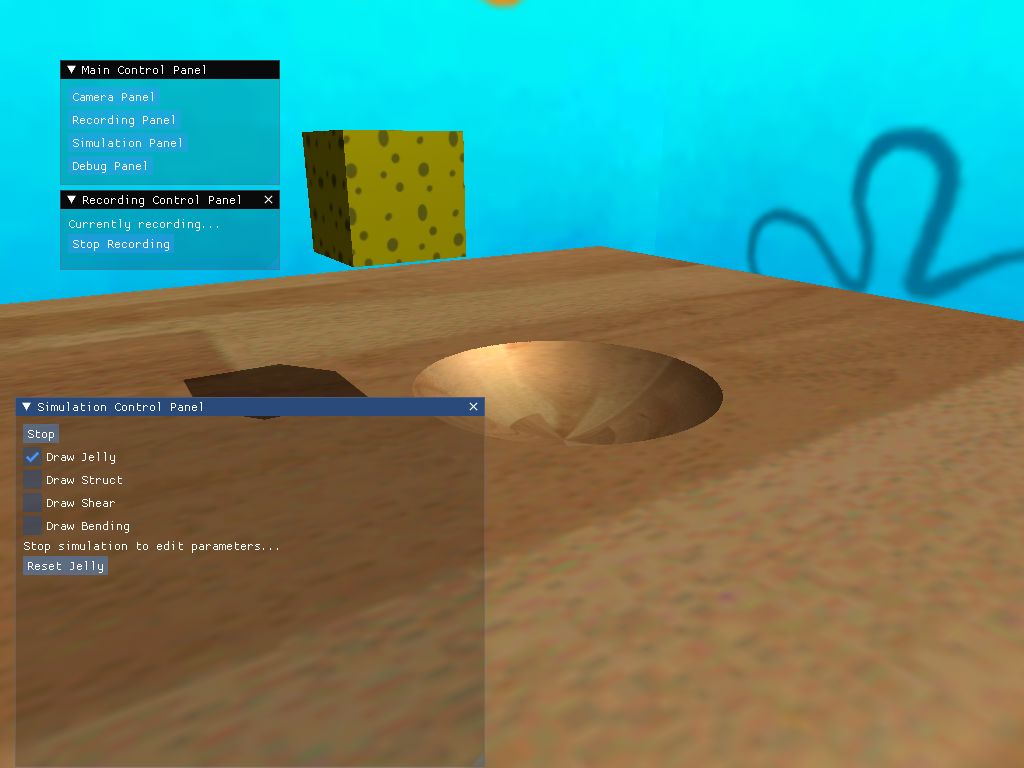 Main Control Panel
Camera Panel
Recording Panel
Simulation Panel
Debug Panel
Recording Control Panel
Currently recording...
Stop Recording
Simulation Control Panel
Stop
Draw Jelly
Draw Struct
Draw Shear
Draw Bending
Stop simulation to edit parameters...
Reset Jelly